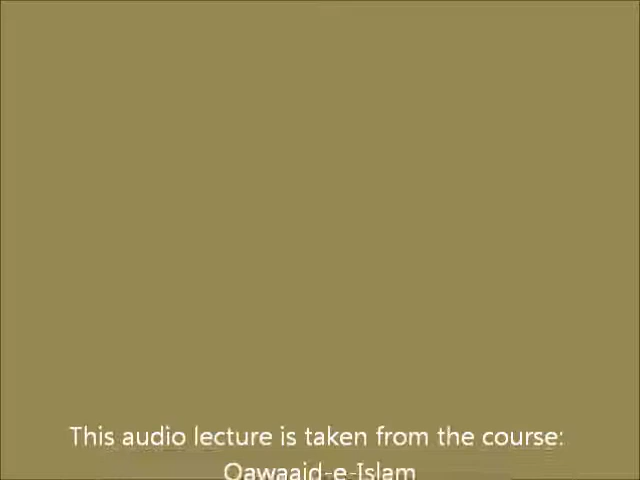 This audio lecture is taken from the course:
Qawaaid-e-Islam